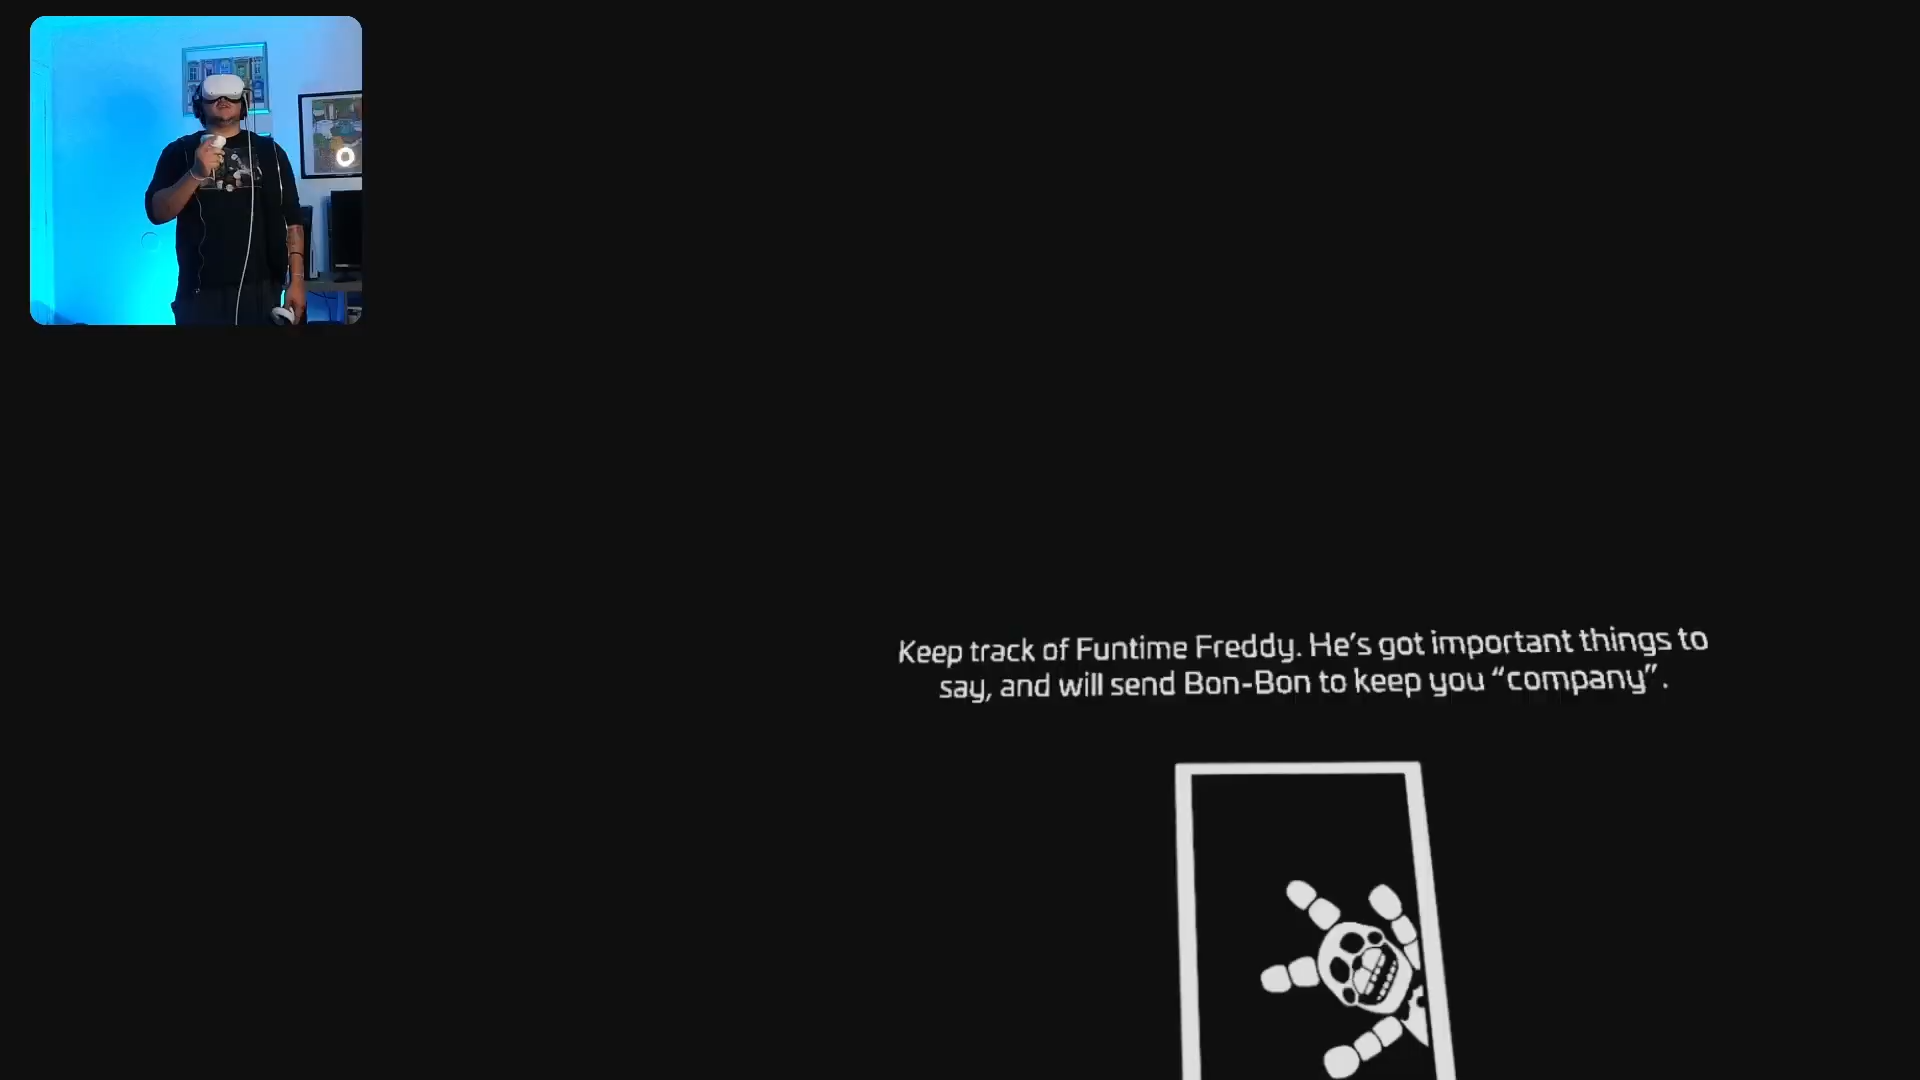 Keep track of Funtime Freddy. He's got important things to
say, and will send Bon-Bon to keep you “company”.